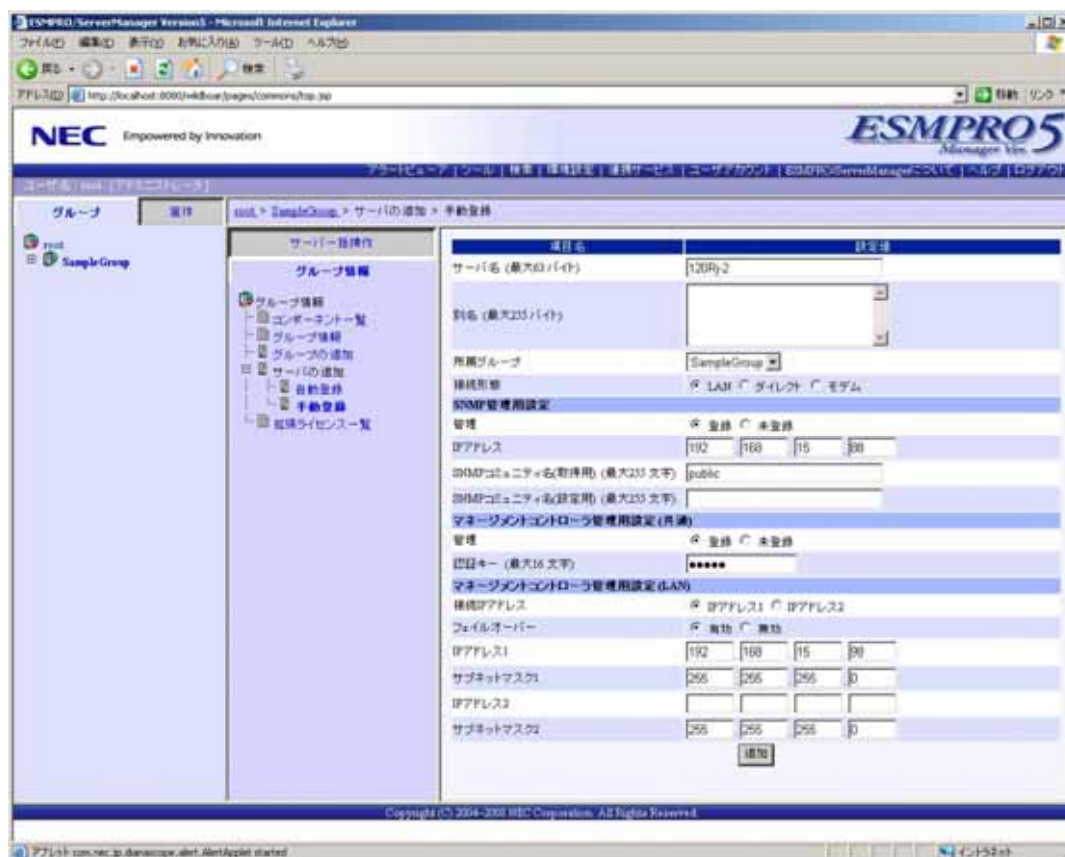 ESMPRO/ServerManager Version5 - Microsoft Internet Explorer
ファイル(F) 編集(E) 表示(V) お気に入り(A) ツール(T) ヘルプ(H)
戻る 検索
アドレス(D) http://localhost:8080/wildboar/pages/commons/top.jsp 移動 リンク
NEC Empowered by Innovation
ESMPRO5
Manager Ver.
アラートビューア | ツール | 検索 | 環境設定 | 連携サービス | ユーザアカウント | ESMPRO/ServerManagerについて | ヘルプ | ログアウト
ユーザ名 : root [アドミニストレータ]
グループ
root
SampleGroup
root > SampleGroup > サーバの追加 > 手動登録
サーバ一括操作
グループ情報
グループ情報
コンポーネント一覧
グループ情報
グループの追加
サーバの追加
自動登録
手動登録
拡張ライセンス一覧
項目名 設定値
サーバ名 (最大63バイト) 120Rj-2
別名 (最大255バイト)
所属グループ SampleGroup
接続形態 LAN ダイレクト モデム
SNMP管理用設定
管理 登録 未登録
IPアドレス 192 168 15 88
SNMPコミュニティ名(取得用) (最大255 文字) public
SNMPコミュニティ名(設定用) (最大255 文字)
マネージメントコントローラ管理用設定 (共通)
管理 登録 未登録
認証キー (最大16 文字) ●●●●●
マネージメントコントローラ管理用設定 (LAN)
接続IPアドレス IPアドレス1 IPアドレス2
フェイルオーバー 有効 無効
IPアドレス1 192 168 15 98
サブネットマスク1 255 255 255 0
IPアドレス2
サブネットマスク2 255 255 255 0
追加
Copyright (C) 2004-2008 NEC Corporation. All Rights Reserved.
アプレット com.nec.jp.dianascope.alert.AlertApplet started イントラネット